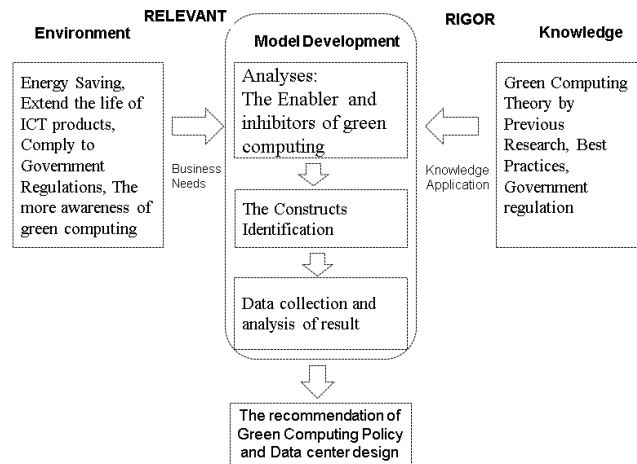 RELEVANT
RIGOR
Environment
Model Development
Knowledge
Energy Saving,
Extend the life of
ICT products,
Comply to
Government
Regulations, The
more awareness of
green computing
Business
Needs
Analyses:
The Enabler and
inhibitors of green
computing
The Constructs
Identification
Data collection and
analysis of result
Knowledge
Application
Green Computing
Theory by
Previous
Research, Best
Practices,
Government
regulation
The recommendation of
Green Computing Policy
and Data center design